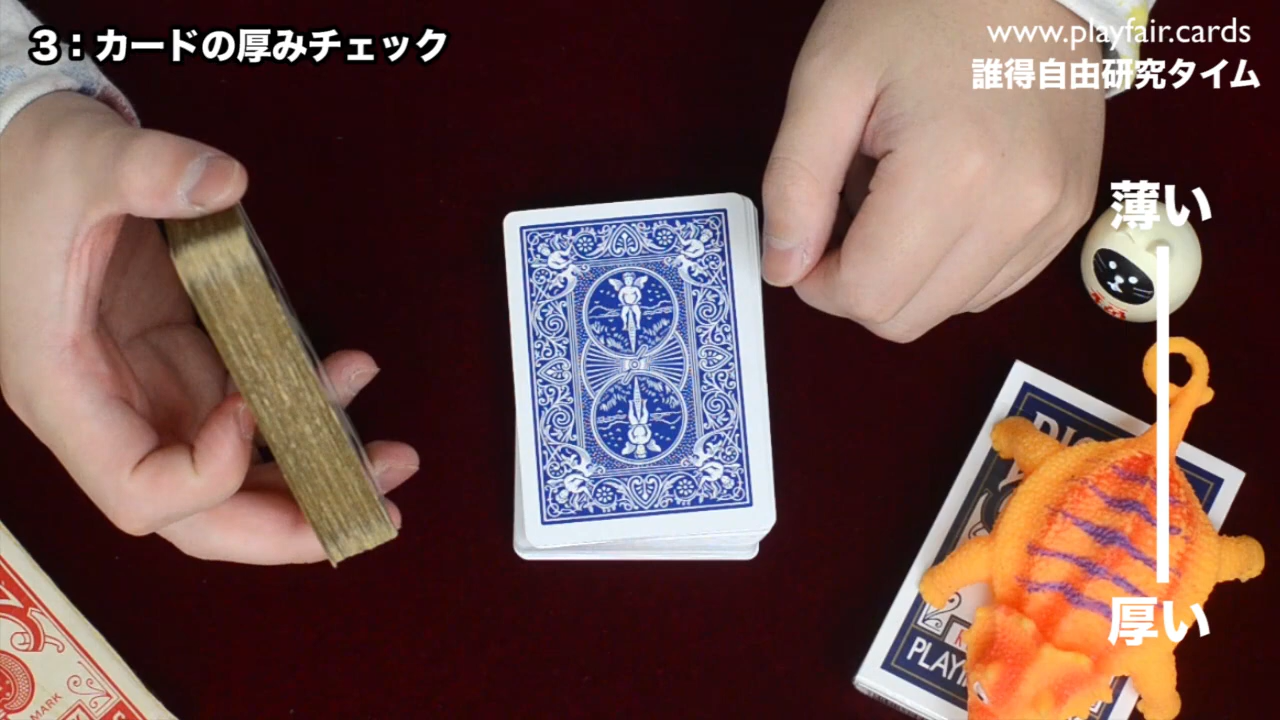 3：カードの厚みチェック
www.playfair.cards
誰得自由研究タイム
薄い
厚い
MARK